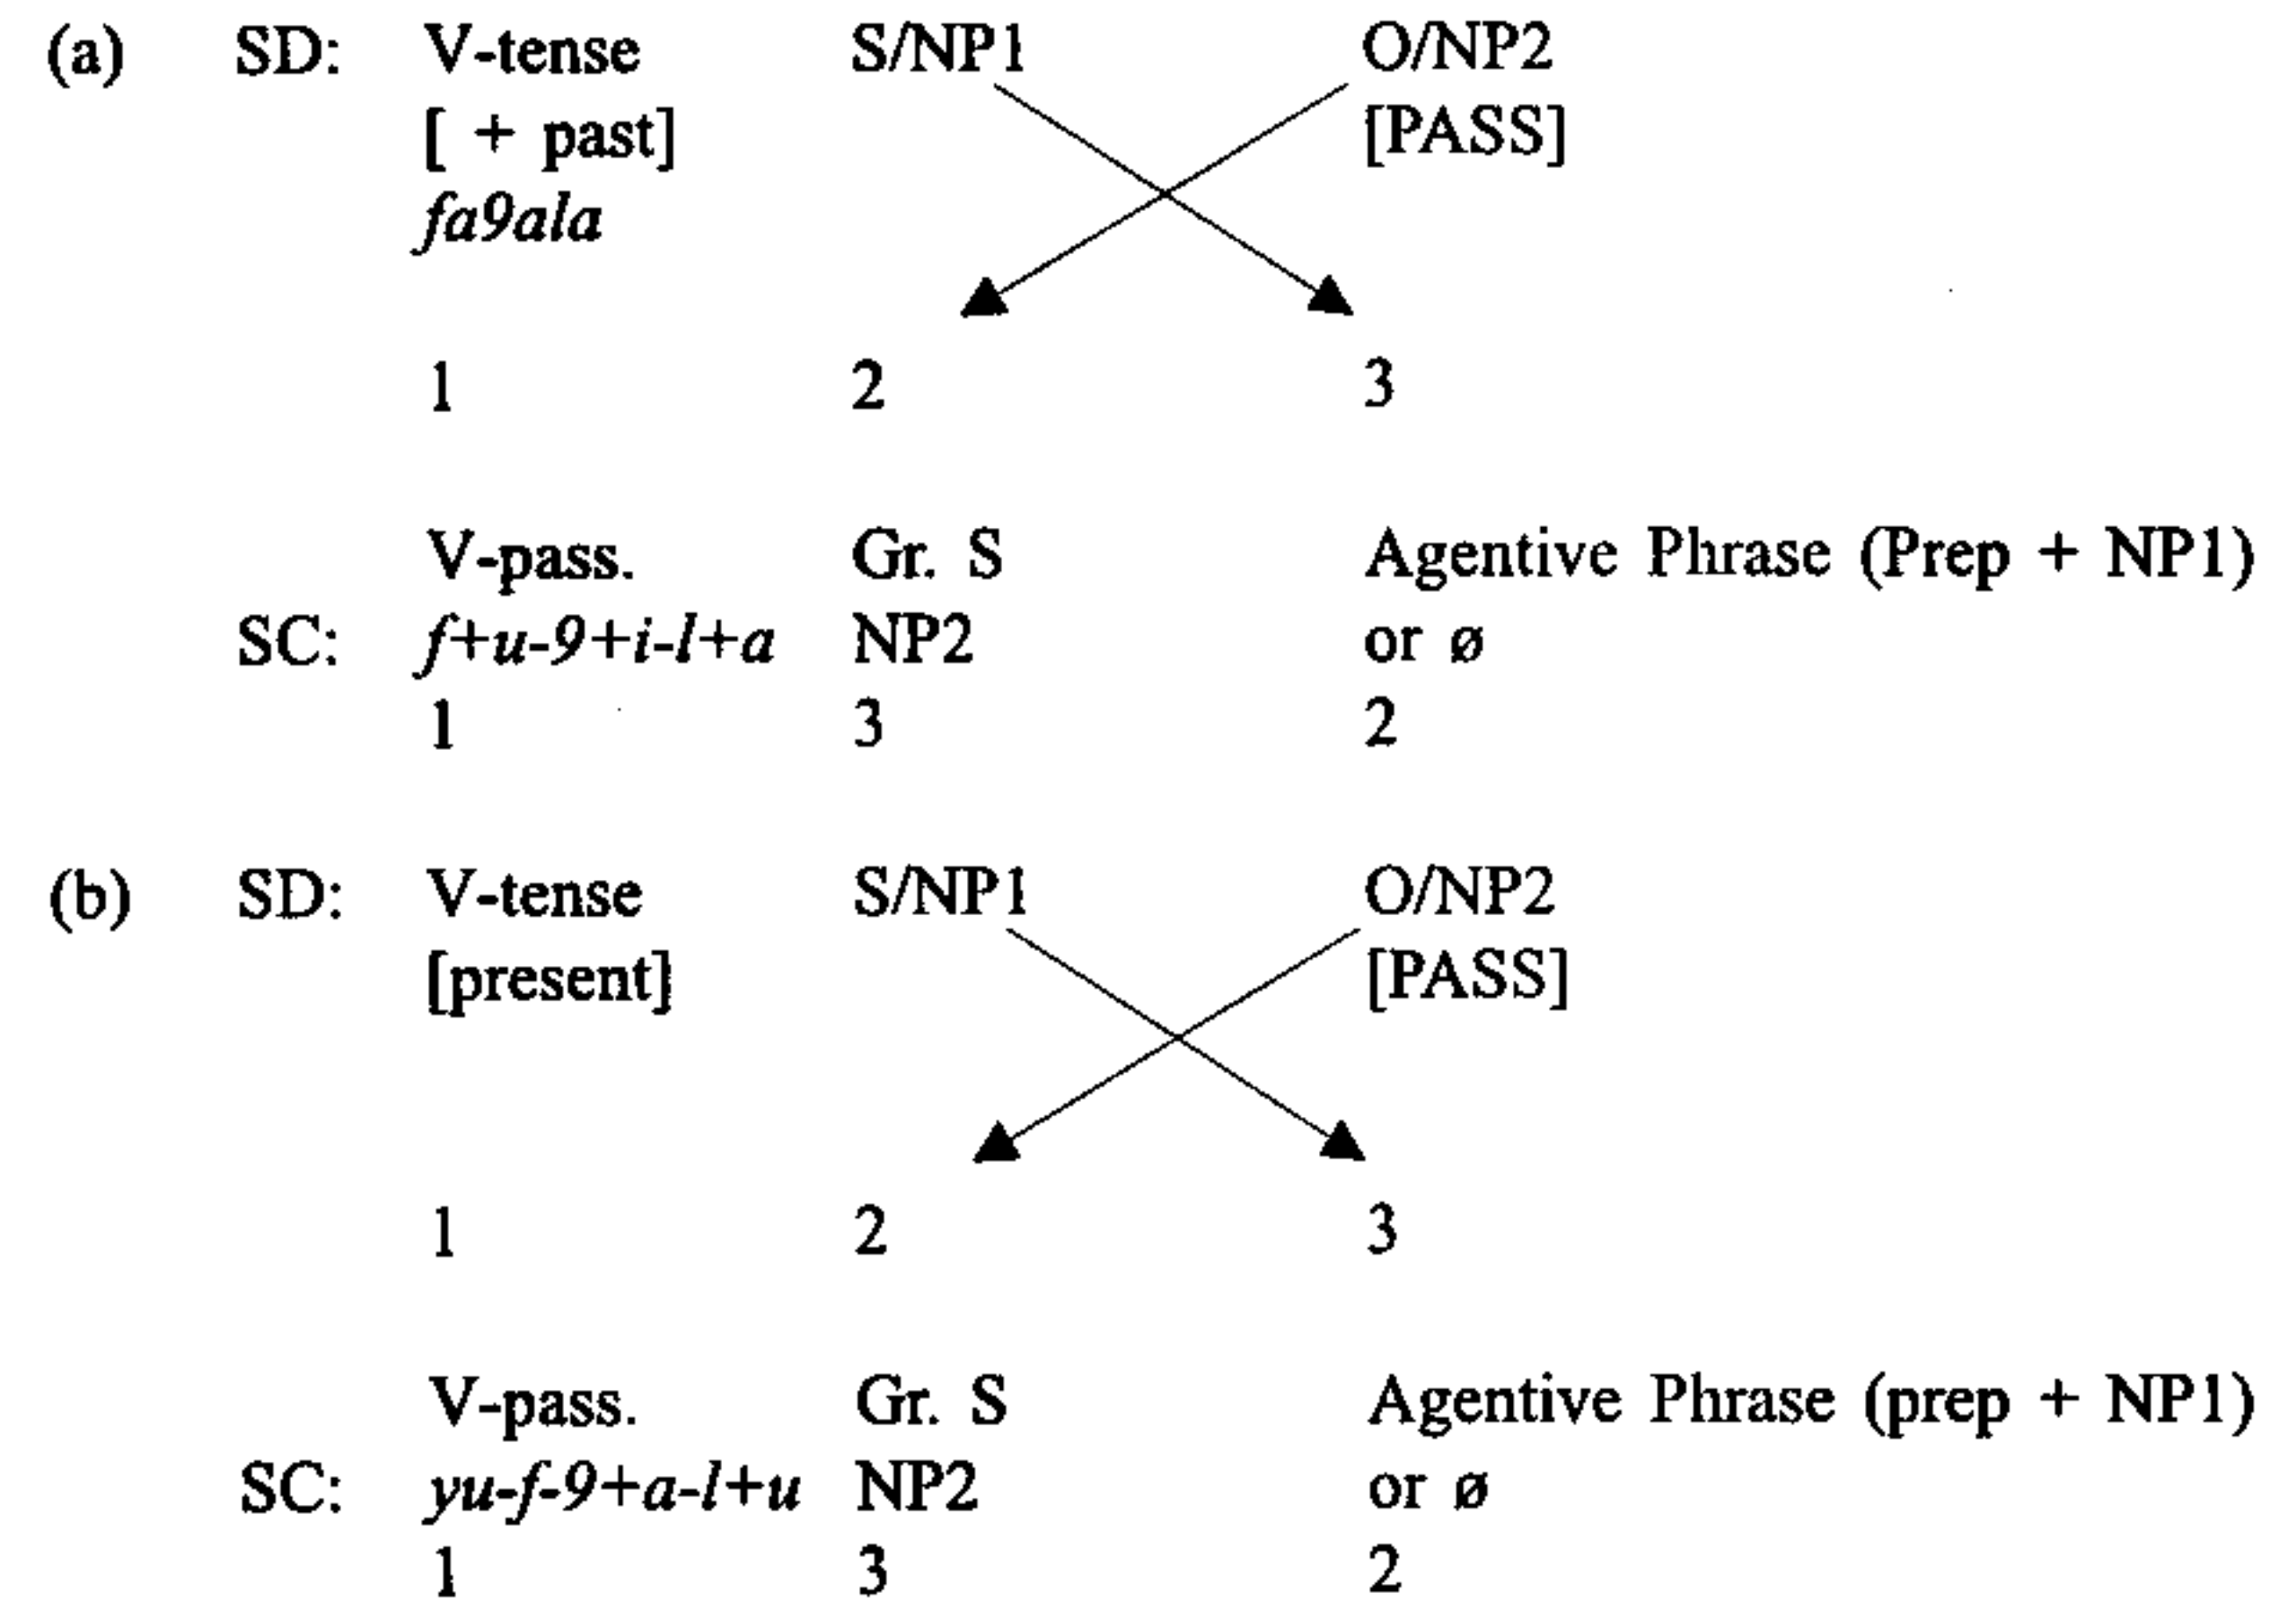 (a) SD: V-tense S/NP1 O/NP2
[ + past] [PASS]
fa9ala
1 2 3
V-pass. Gr. S Agentive Phrase (Prep + NP1)
SC: f+u-9+i-l+a NP2 or ø
1 3 2
(b) SD: V-tense S/NP1 O/NP2
[present] [PASS]
1 2 3
V-pass. Gr. S Agentive Phrase (prep + NP1)
SC: yu-f-9+a-l+u NP2 or ø
1 3 2